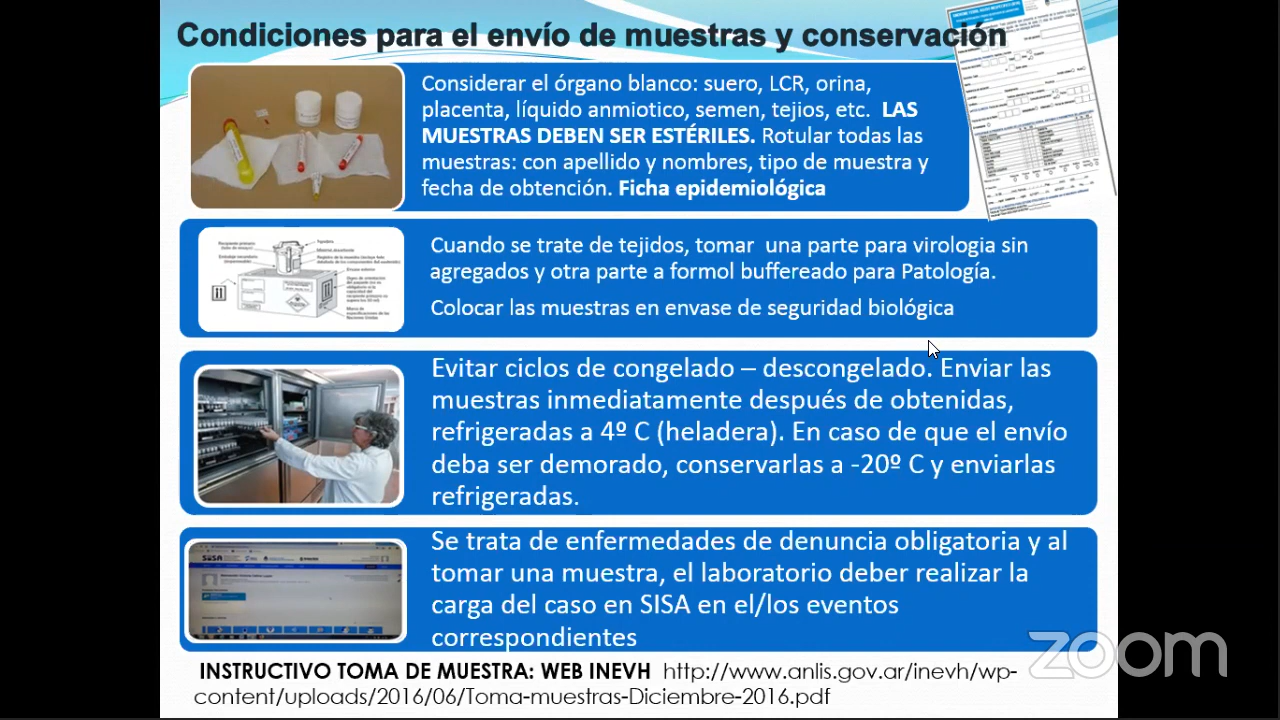 Condiciones para el envío de muestras y conservación
Considerar el órgano blanco: suero, LCR, orina,
placenta, líquido anmiotico, semen, tejios, etc.  LAS
MUESTRAS DEBEN SER ESTÉRILES. Rotular todas las
muestras: con apellido y nombres, tipo de muestra y
fecha de obtención. Ficha epidemiológica
Cuando se trate de tejidos, tomar  una parte para virologia sin
agregados y otra parte a formol buffereado para Patología.
Colocar las muestras en envase de seguridad biológica
Evitar ciclos de congelado – descongelado. Enviar las
muestras inmediatamente después de obtenidas,
refrigeradas a 4º C (heladera). En caso de que el envío
deba ser demorado, conservarlas a -20º C y enviarlas
refrigeradas.
SISA
Se trata de enfermedades de denuncia obligatoria y al
tomar una muestra, el laboratorio deber realizar la
carga del caso en SISA en el/los eventos
correspondientes
zoom
INSTRUCTIVO TOMA DE MUESTRA: WEB INEVH  http://www.anlis.gov.ar/inevh/wp-
content/uploads/2016/06/Toma-muestras-Diciembre-2016.pdf